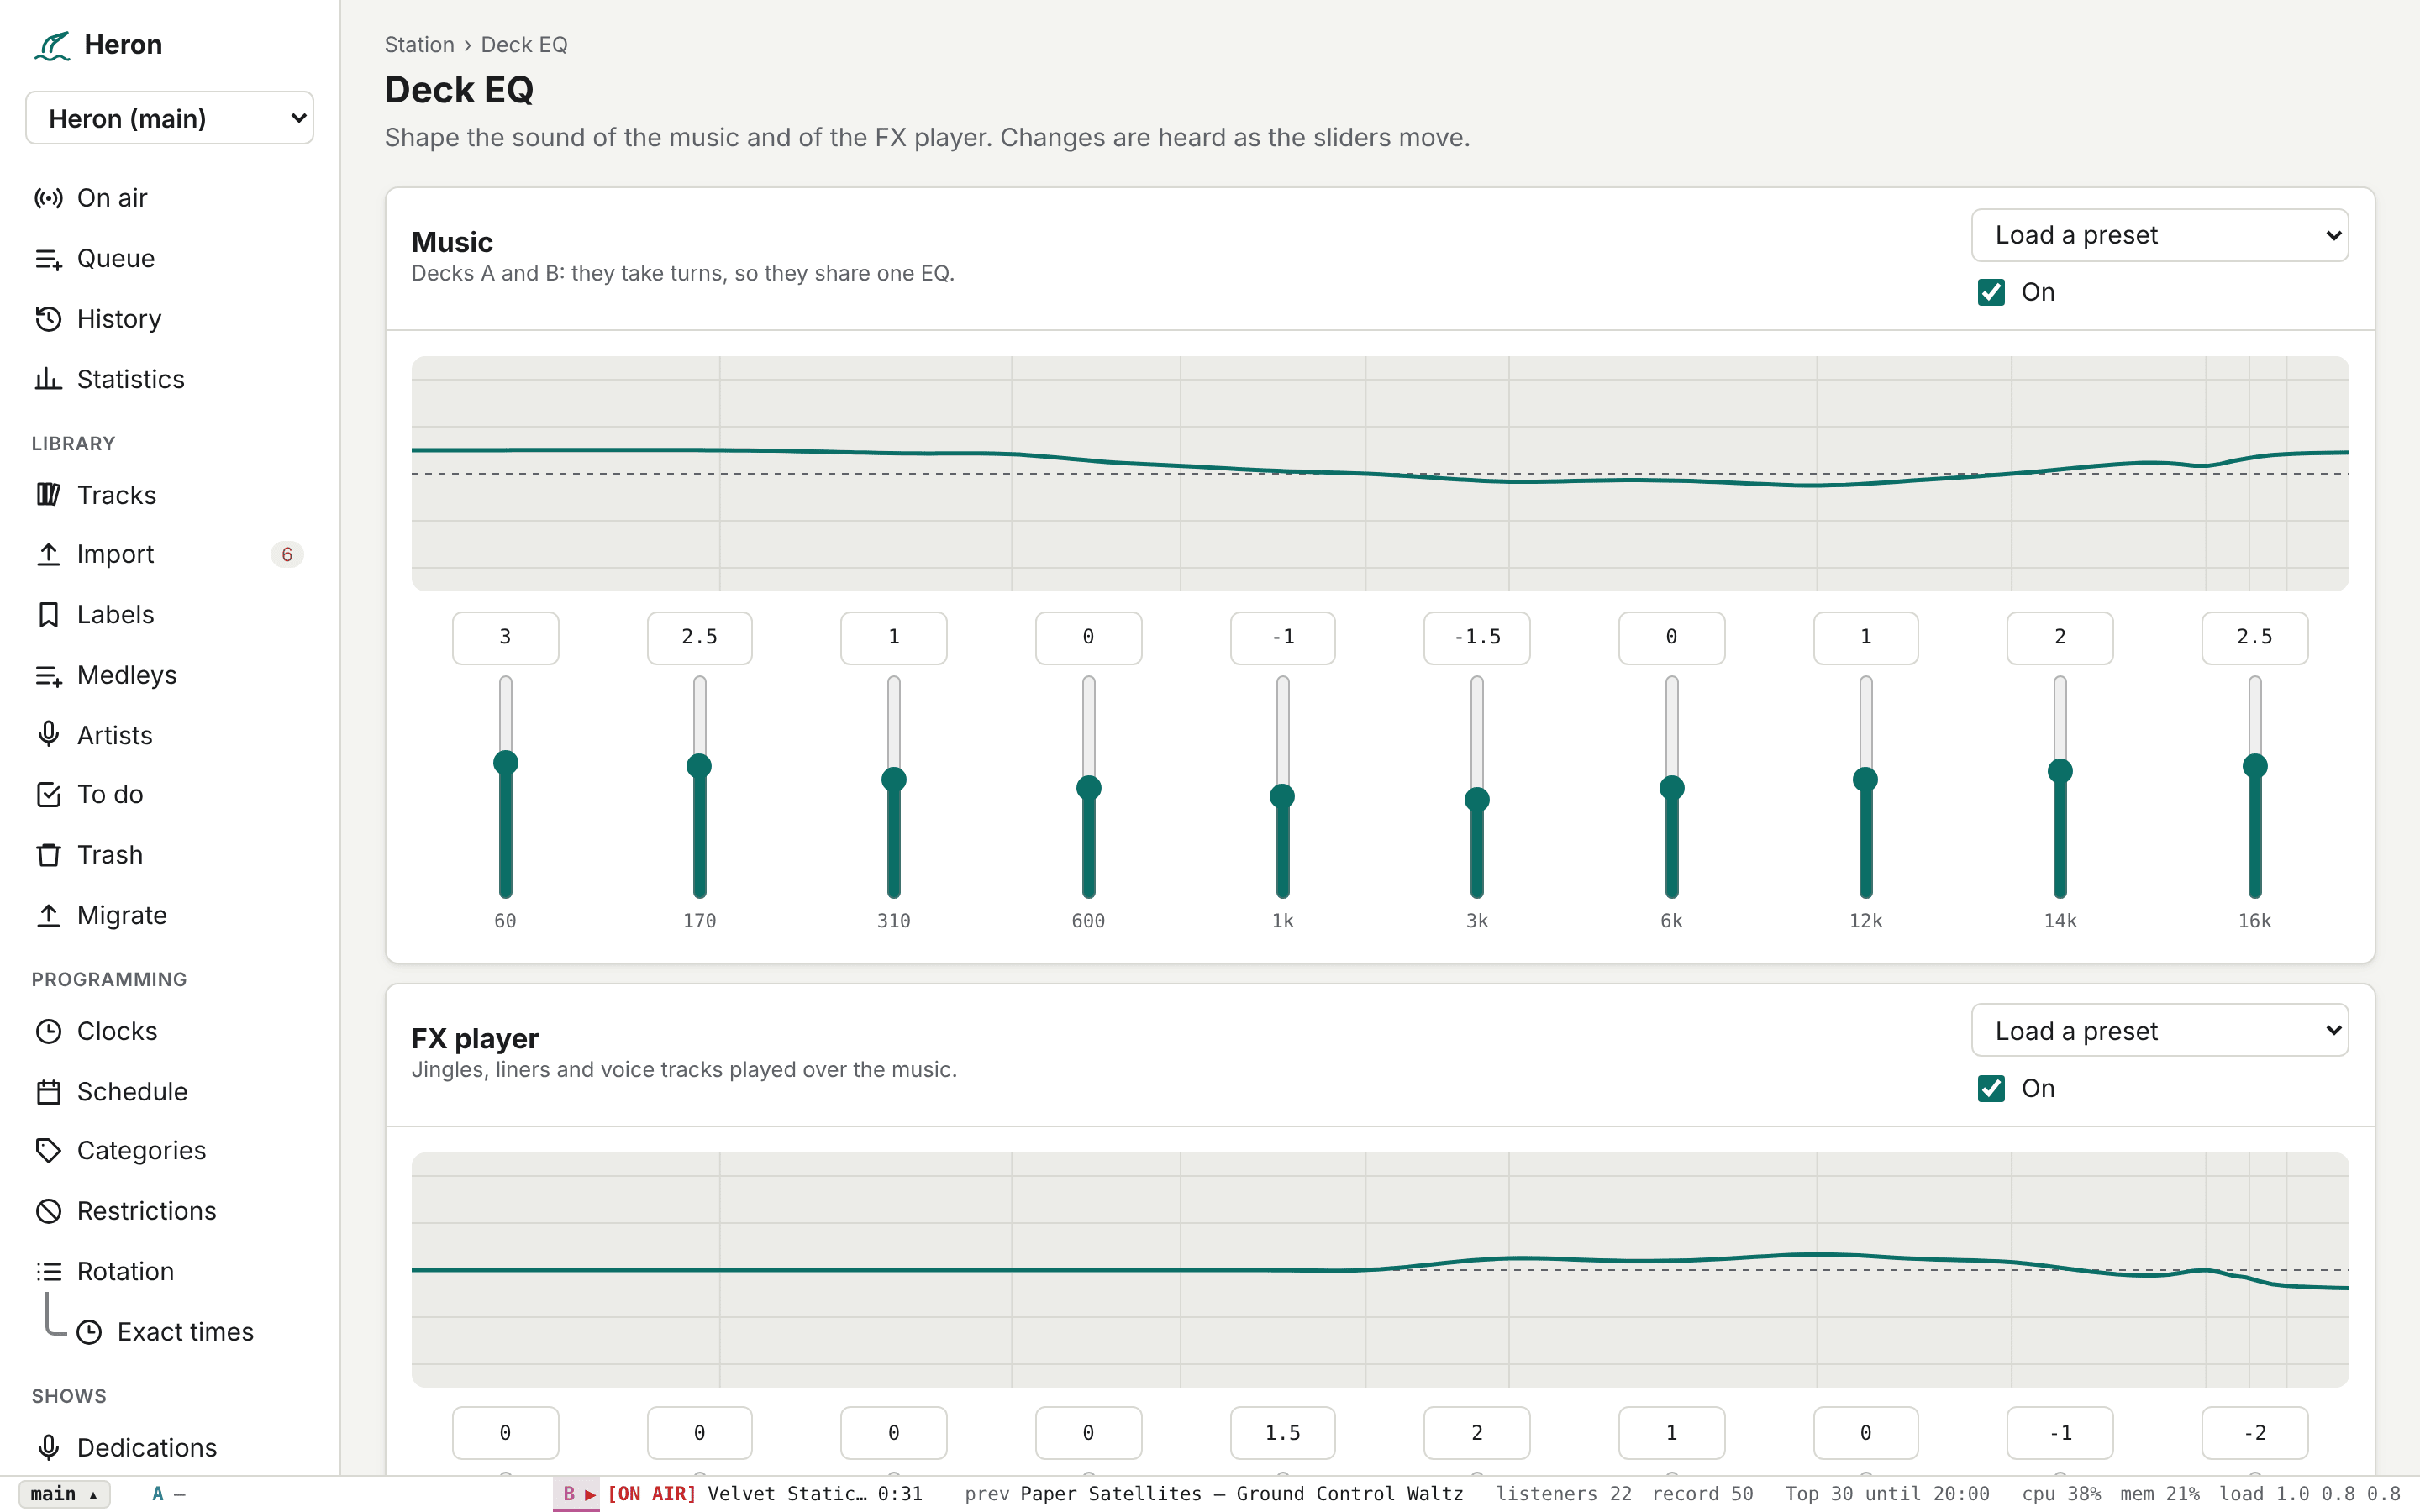 Heron
Heron (main)
On air
Queue
History
Statistics
LIBRARY
Tracks
Import 6
Labels
Medleys
Artists
To do
Trash
Migrate
PROGRAMMING
Clocks
Schedule
Categories
Restrictions
Rotation
Exact times
SHOWS
Dedications
Station › Deck EQ
Deck EQ
Shape the sound of the music and of the FX player. Changes are heard as the sliders move.
Music
Decks A and B: they take turns, so they share one EQ.
Load a preset
On
3 2.5 1 0 -1 -1.5 0 1 2 2.5
60 170 310 600 1k 3k 6k 12k 14k 16k
FX player
Jingles, liners and voice tracks played over the music.
Load a preset
On
0 0 0 0 1.5 2 1 0 -1 -2
main ▴ A — B ▶ [ON AIR] Velvet Static… 0:31 prev Paper Satellites — Ground Control Waltz listeners 22 record 50 Top 30 until 20:00 cpu 38% mem 21% load 1.0 0.8 0.8